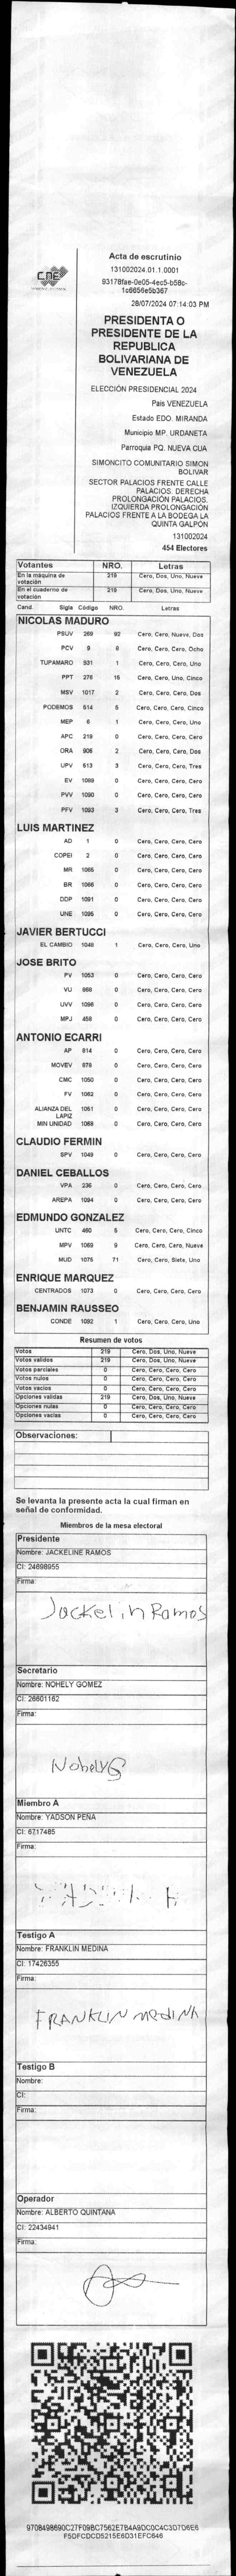 CNE
Acta de escrutinio
131002024.01.1.0001
93178fae-0e05-4ec5-b58c-
1c6656e5b367
28/07/2024 07:14:03 PM
PRESIDENTA O
PRESIDENTE DE LA
REPUBLICA
BOLIVARIANA DE
VENEZUELA
ELECCIÓN PRESIDENCIAL 2024
País VENEZUELA
Estado EDO. MIRANDA
Municipio MP. URDANETA
Parroquia PQ. NUEVA CUA
SIMONCITO COMUNITARIO SIMON
BOLIVAR
SECTOR PALACIOS FRENTE CALLE
PALACIOS. DERECHA
PROLONGACIÓN PALACIOS.
IZQUIERDA PROLONGACIÓN
PALACIOS FRENTE A LA BODEGA LA
QUINTA GALPÓN
131002024
454 Electores
Votantes NRO. Letras
En la máquina de votación 219 Cero, Dos, Uno, Nueve
En el cuaderno de votación 219 Cero, Dos, Uno, Nueve
Cand. Sigla Código NRO. Letras
NICOLAS MADURO
PSUV 269 92 Cero, Cero, Nueve, Dos
PCV 9 8 Cero, Cero, Cero, Ocho
TUPAMARO 531 1 Cero, Cero, Cero, Uno
PPT 276 15 Cero, Cero, Uno, Cinco
MSV 1017 2 Cero, Cero, Cero, Dos
PODEMOS 514 5 Cero, Cero, Cero, Cinco
MEP 6 1 Cero, Cero, Cero, Uno
APC 219 0 Cero, Cero, Cero, Cero
ORA 906 2 Cero, Cero, Cero, Dos
UPV 613 3 Cero, Cero, Cero, Tres
EV 1089 0 Cero, Cero, Cero, Cero
PVV 1090 0 Cero, Cero, Cero, Cero
PFV 1093 3 Cero, Cero, Cero, Tres
LUIS MARTINEZ
AD 1 0 Cero, Cero, Cero, Cero
COPEI 2 0 Cero, Cero, Cero, Cero
MR 1065 0 Cero, Cero, Cero, Cero
BR 1066 0 Cero, Cero, Cero, Cero
DDP 1091 0 Cero, Cero, Cero, Cero
UNE 1095 0 Cero, Cero, Cero, Cero
JAVIER BERTUCCI
EL CAMBIO 1048 1 Cero, Cero, Cero, Uno
JOSE BRITO
PV 1053 0 Cero, Cero, Cero, Cero
VU 868 0 Cero, Cero, Cero, Cero
UVV 1096 0 Cero, Cero, Cero, Cero
MPJ 458 0 Cero, Cero, Cero, Cero
ANTONIO ECARRI
AP 814 0 Cero, Cero, Cero, Cero
MOVEV 879 0 Cero, Cero, Cero, Cero
CMC 1050 0 Cero, Cero, Cero, Cero
FV 1062 0 Cero, Cero, Cero, Cero
ALIANZA DEL LAPIZ 1051 0 Cero, Cero, Cero, Cero
MIN UNIDAD 1068 0 Cero, Cero, Cero, Cero
CLAUDIO FERMIN
SPV 1049 0 Cero, Cero, Cero, Cero
DANIEL CEBALLOS
VPA 236 0 Cero, Cero, Cero, Cero
AREPA 1094 0 Cero, Cero, Cero, Cero
EDMUNDO GONZALEZ
UNTC 460 5 Cero, Cero, Cero, Cinco
MPV 1069 9 Cero, Cero, Cero, Nueve
MUD 1075 71 Cero, Cero, Siete, Uno
ENRIQUE MARQUEZ
CENTRADOS 1073 0 Cero, Cero, Cero, Cero
BENJAMIN RAUSSEO
CONDE 1092 1 Cero, Cero, Cero, Uno
Resumen de votos
Votos 219 Cero, Dos, Uno, Nueve
Votos validos 219 Cero, Dos, Uno, Nueve
Votos parciales 0 Cero, Cero, Cero, Cero
Votos nulos 0 Cero, Cero, Cero, Cero
Votos vacios 0 Cero, Cero, Cero, Cero
Opciones validas 219 Cero, Dos, Uno, Nueve
Opciones nulas 0 Cero, Cero, Cero, Cero
Opciones vacias 0 Cero, Cero, Cero, Cero
Observaciones:
Se levanta la presente acta la cual firman en
señal de conformidad.
Miembros de la mesa electoral
Presidente
Nombre: JACKELINE RAMOS
CI: 24698955
Firma:
Jackelin Ramos
Secretario
Nombre: NOHELY GOMEZ
CI: 26601162
Firma:
Nohely G
Miembro A
Nombre: YADSON PEÑA
CI: 6717485
Firma:
Testigo A
Nombre: FRANKLIN MEDINA
CI: 17426355
Firma:
FRANKLIN MEDINA
Testigo B
Nombre:
CI:
Firma:
Operador
Nombre: ALBERTO QUINTANA
CI: 22434941
Firma:
9708498690C27F09BC7562E7B4A9DC0C4C3D7D6E6
F5DFCDCD5215E6D31EFC646